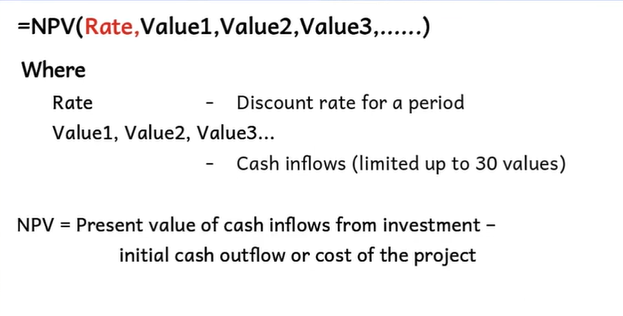 =NPV(Rate,Value1,Value2,Value3,......)
Where
Rate - Discount rate for a period
Value1, Value2, Value3...
- Cash inflows (limited up to 30 values)
NPV = Present value of cash inflows from investment –
initial cash outflow or cost of the project